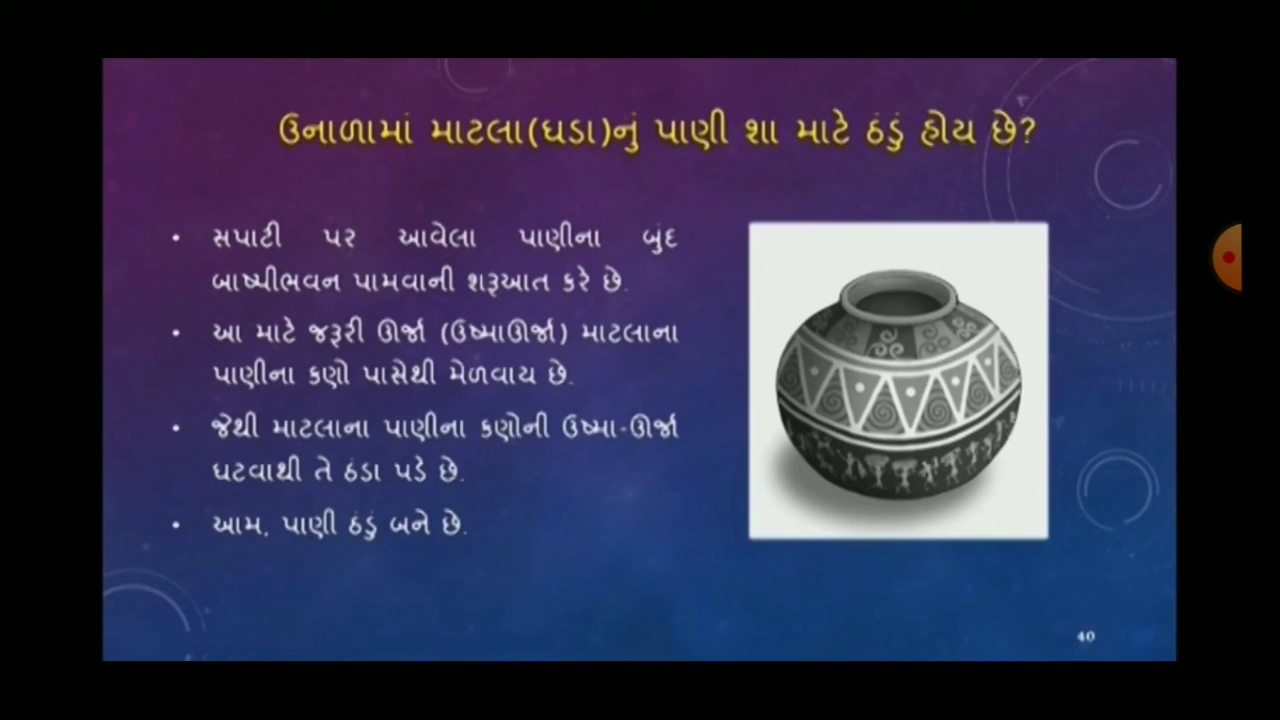 ઉનાળામાં માટલા(ઘડા)નું પાણી શા માટે ઠંડું હોય છે?
• સપાટી પર આવેલા પાણીના બુંદ
બાષ્પીભવન પામવાની શરૂઆત કરે છે.
• આ માટે જરૂરી ઊર્જા (ઉષ્માઊર્જા) માટલાના
પાણીના કણો પાસેથી મેળવાય છે.
• જેથી માટલાના પાણીના કણોની ઉષ્મા-ઊર્જા
ઘટવાથી તે ઠંડા પડે છે.
• આમ, પાણી ઠંડું બને છે.
40